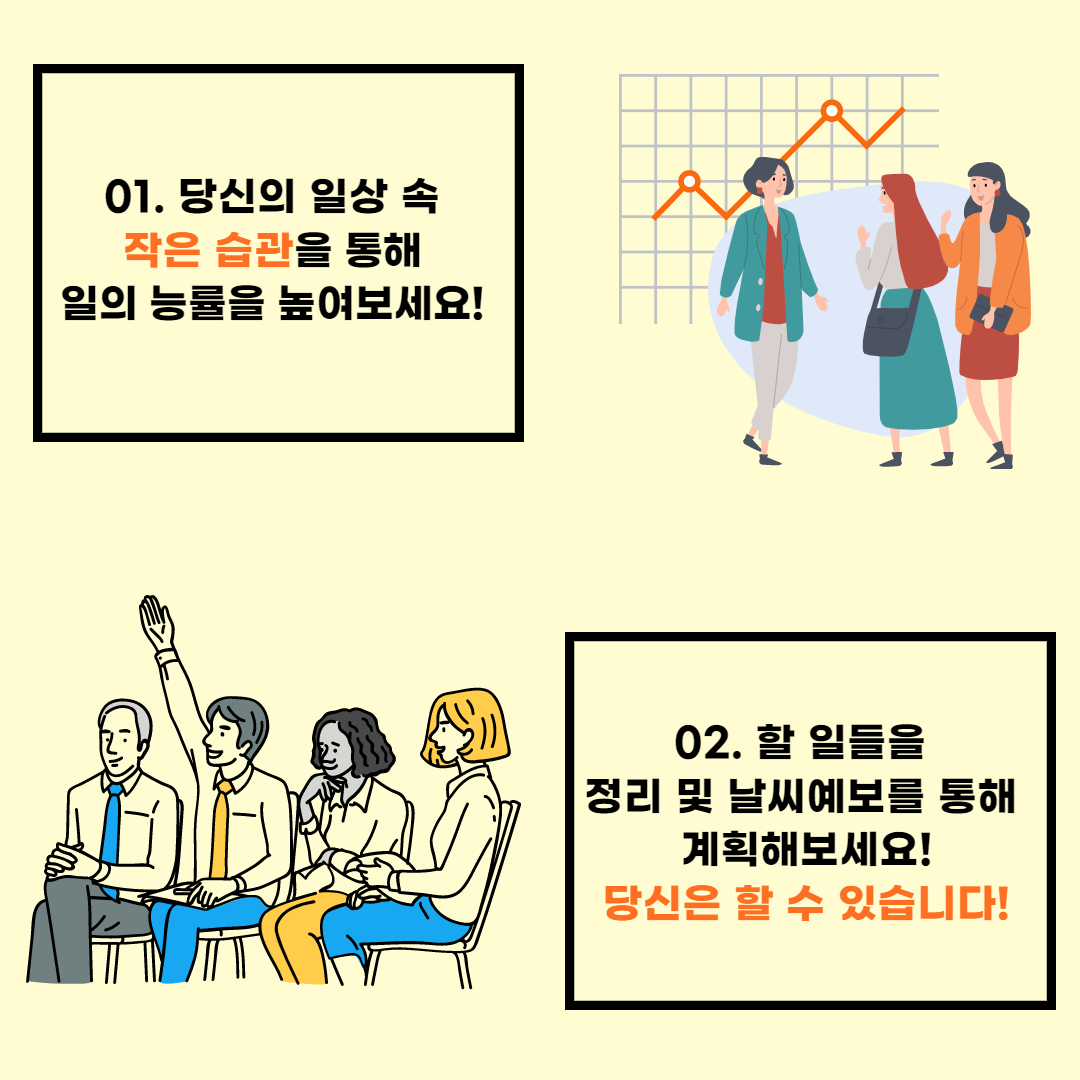 01. 당신의 일상 속
작은 습관을 통해
일의 능률을 높여보세요!
02. 할 일들을
정리 및 날씨예보를 통해
계획해보세요!
당신은 할 수 있습니다!